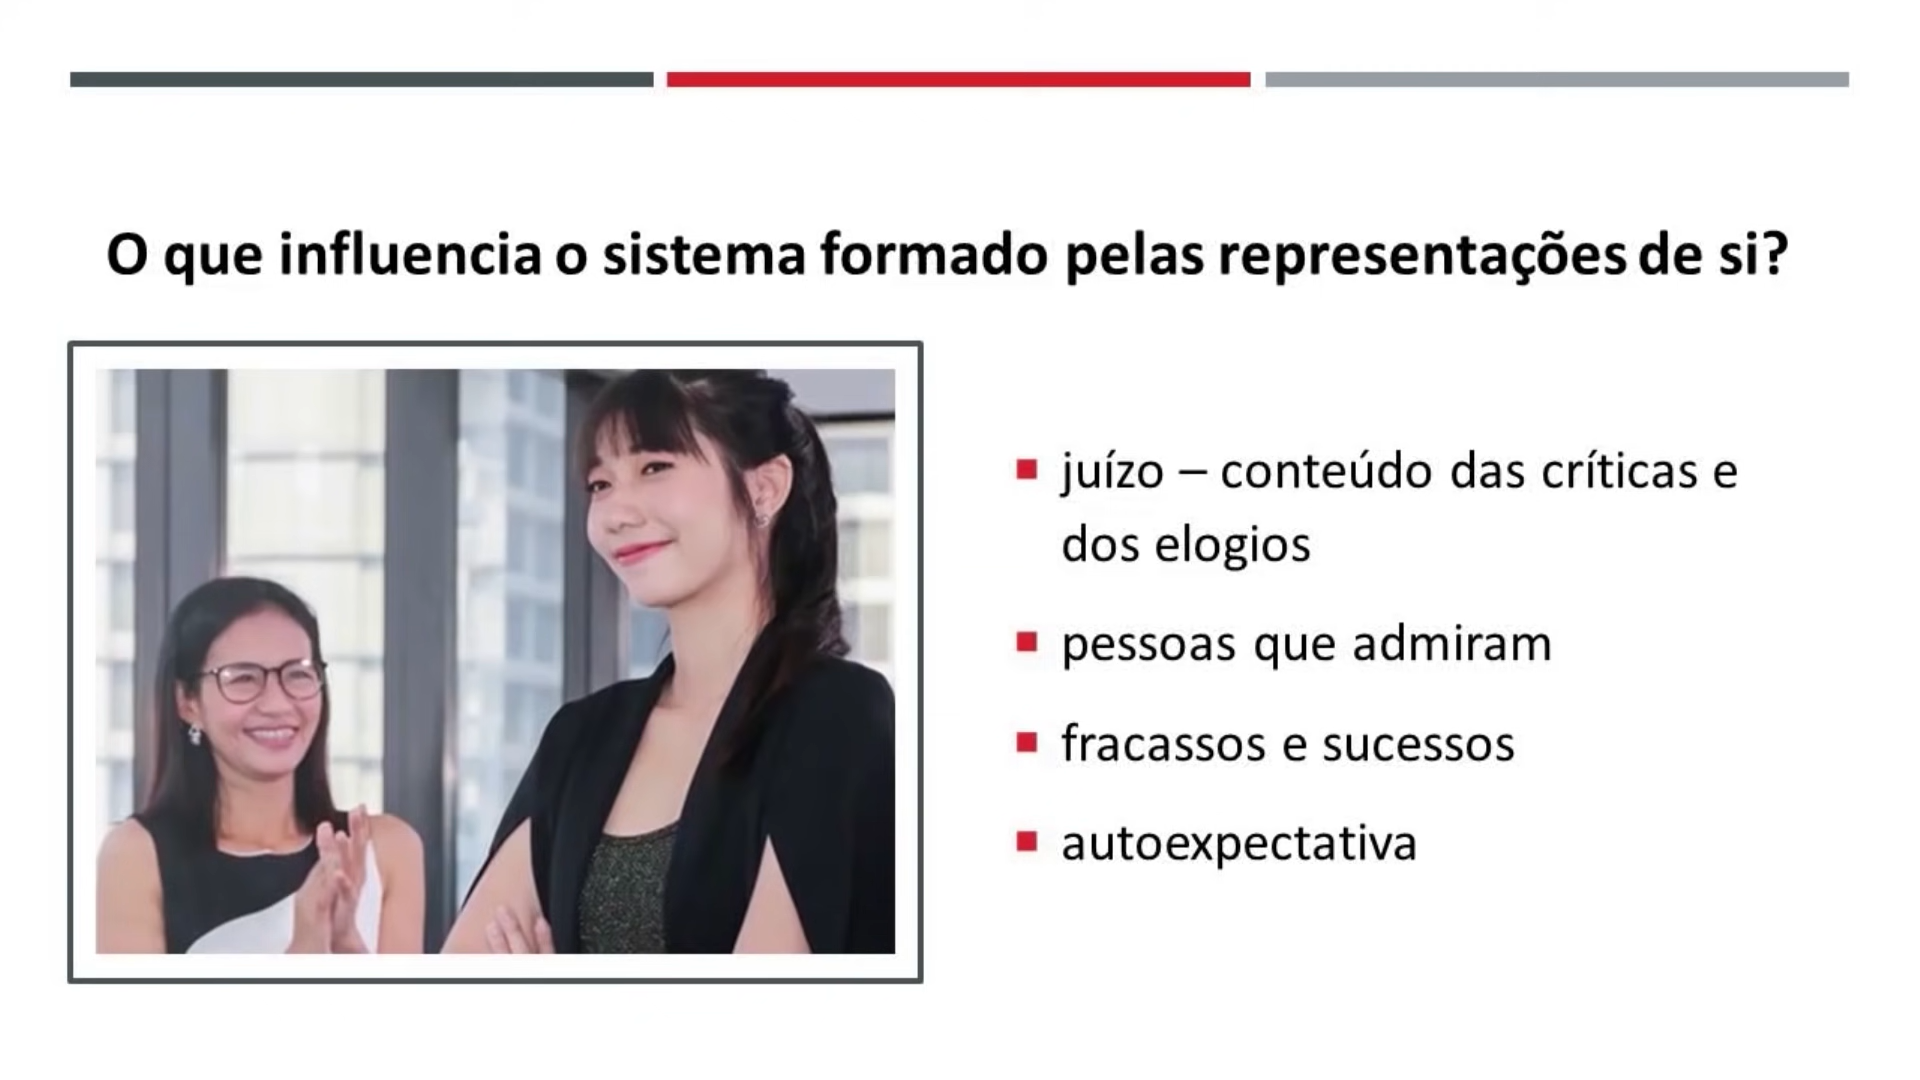 O que influencia o sistema formado pelas representações de si?
juízo – conteúdo das críticas e
dos elogios
pessoas que admiram
fracassos e sucessos
autoexpectativa